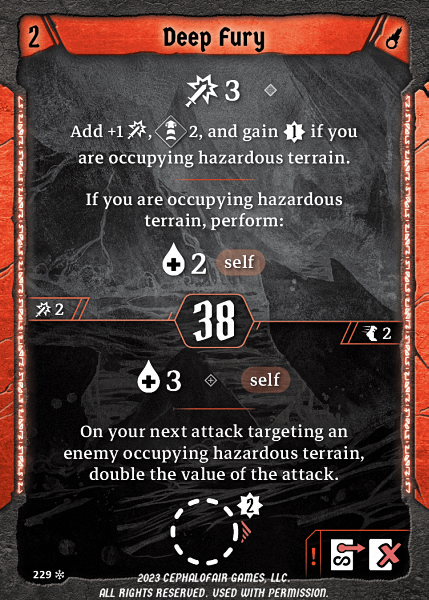 2
Deep Fury
3
Add +1 , 2, and gain 1 if you
are occupying hazardous terrain.
If you are occupying hazardous
terrain, perform:
2 self
2
38
2
3 self
On your next attack targeting an
enemy occupying hazardous terrain,
double the value of the attack.
2
!
229
2023 CEPHALOFAIR GAMES, LLC.
ALL RIGHTS RESERVED. USED WITH PERMISSION.